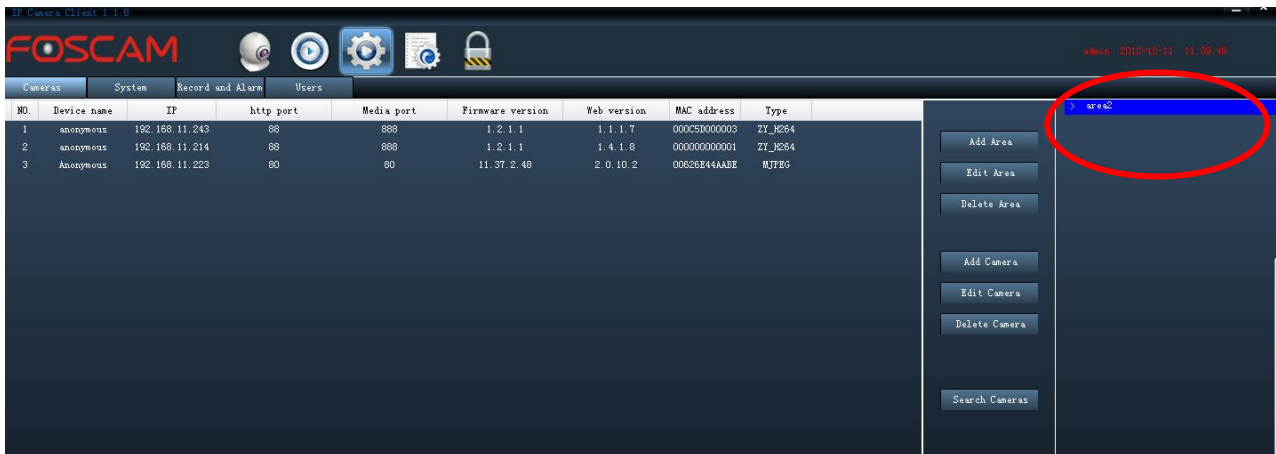 IP Camera Client 1.1.8
FOSCAM
admin 2012-12-11 11:39:48
Cameras System Record and Alarm Users
NO. Device name IP http port Media port Firmware version Web version MAC address Type
1 anonymous 192.168.11.243 88 888 1.2.1.1 1.1.1.7 000C5D000003 ZY_H264
2 anonymous 192.168.11.214 88 888 1.2.1.1 1.4.1.8 000000000001 ZY_H264
3 Anonymous 192.168.11.223 80 80 11.37.2.48 2.0.10.2 00626E44AABE MJPEG
Add Area
Edit Area
Delete Area
Add Camera
Edit Camera
Delete Camera
Search Cameras
> area2